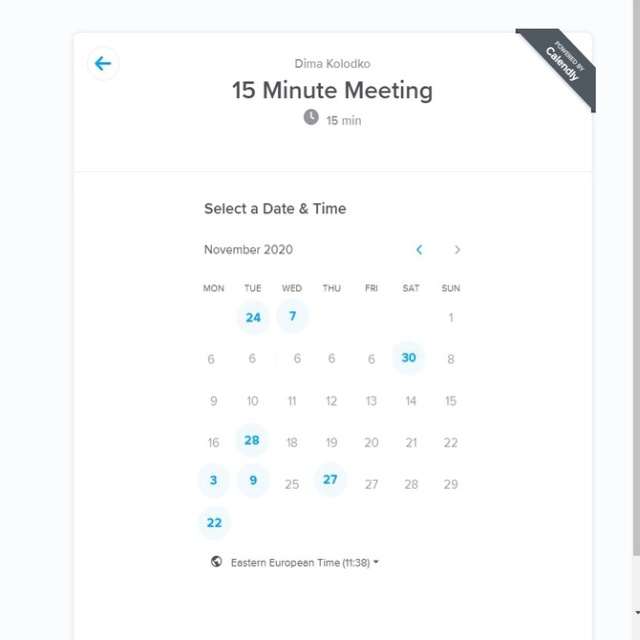 POWERED BY
Calendly
Dima Kolodko
15 Minute Meeting
15 min
Select a Date & Time
November 2020
MON TUE WED THU FRI SAT SUN
24 7 1
6 6 6 6 6 30 8
9 10 11 12 13 14 15
16 28 18 19 20 21 22
3 9 25 27 27 28 29
22
Eastern European Time (11:38)